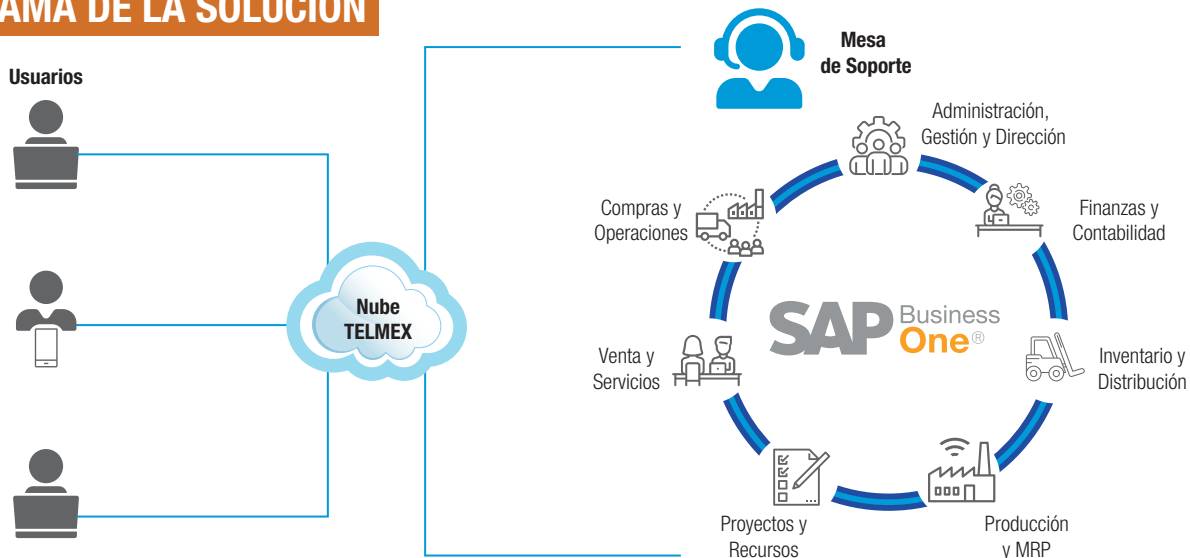 AMA DE LA SOLUCIÓN
Usuarios
Mesa
de Soporte
Administración,
Gestión y Dirección
Compras y
Operaciones
Finanzas y
Contabilidad
Nube
TELMEX
SAP Business
One®
Venta y
Servicios
Inventario y
Distribución
Proyectos y
Recursos
Producción
y MRP